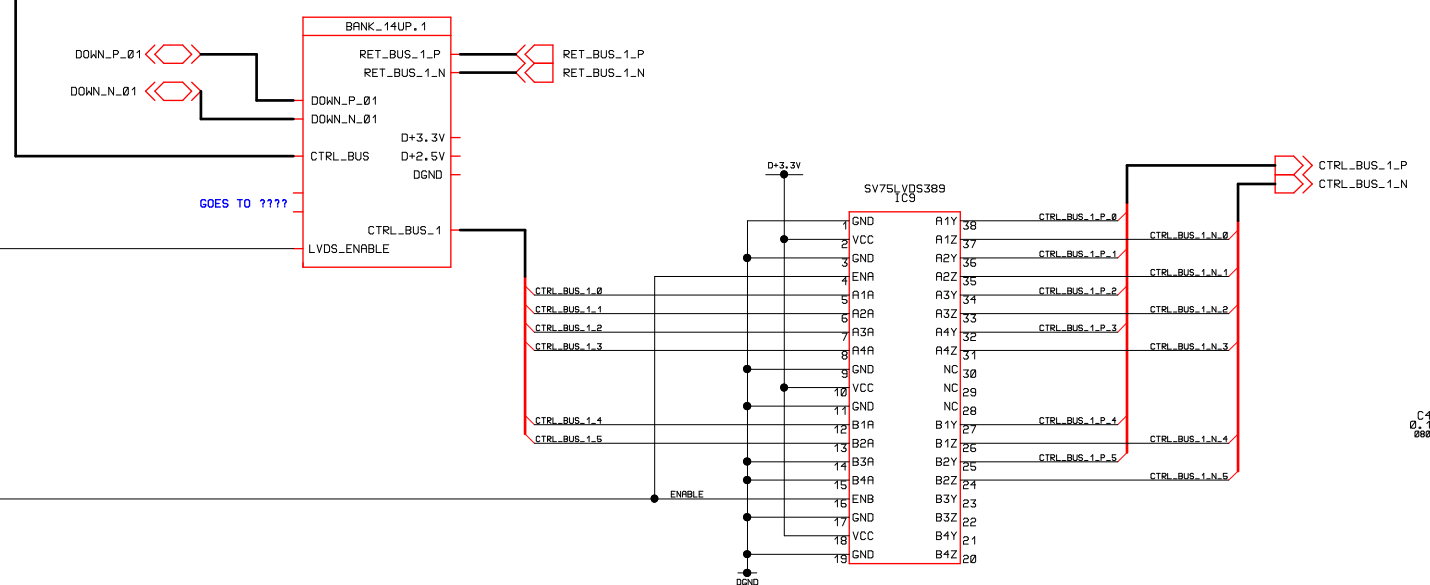 BANK_14UP.1
DOWN_P_01
RET_BUS_1_P
RET_BUS_1_P
RET_BUS_1_N
RET_BUS_1_N
DOWN_N_01
DOWN_P_01
DOWN_N_01
D+3.3V
CTRL_BUS
D+2.5V
DGND
GOES TO ????
CTRL_BUS_1
LVDS_ENABLE
D+3.3V
CTRL_BUS_1_P
CTRL_BUS_1_N
SV75LVDS389
IC9
1 GND A1Y 38 CTRL_BUS_1_P_0
2 VCC A1Z 37 CTRL_BUS_1_N_0
3 GND A2Y 36 CTRL_BUS_1_P_1
4 ENA A2Z 35 CTRL_BUS_1_N_1
CTRL_BUS_1_0 5 A1A A3Y 34 CTRL_BUS_1_P_2
CTRL_BUS_1_1 6 A2A A3Z 33 CTRL_BUS_1_N_2
CTRL_BUS_1_2 7 A3A A4Y 32 CTRL_BUS_1_P_3
CTRL_BUS_1_3 8 A4A A4Z 31 CTRL_BUS_1_N_3
9 GND NC 30
10 VCC NC 29
11 GND NC 28
CTRL_BUS_1_4 12 B1A B1Y 27 CTRL_BUS_1_P_4
CTRL_BUS_1_5 13 B2A B1Z 26 CTRL_BUS_1_N_4
14 B3A B2Y 25 CTRL_BUS_1_P_5
15 B4A B2Z 24 CTRL_BUS_1_N_5
ENABLE 16 ENB B3Y 23
17 GND B3Z 22
18 VCC B4Y 21
19 GND B4Z 20
DGND
C4
0.1
080